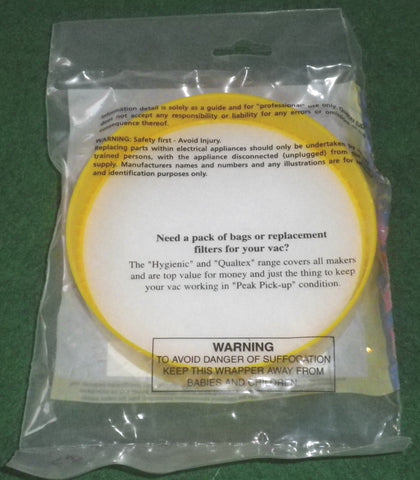 Information detail is solely as a guide and for "professional" use only.
does not accept any responsibility or liability for any errors or
consequence thereof.
WARNING: Safety first - Avoid Injury.
Replacing parts within electrical appliances should only be undertaken by
trained persons, with the appliance disconnected (unplugged) from
supply. Manufacturers names and numbers and any illustrations are for
and identification purposes only.
Need a pack of bags or replacement
filters for your vac?
The "Hygienic" and "Qualtex" range covers all makers
and are top value for money and just the thing to keep
your vac working in "Peak Pick-up" condition.
WARNING
TO AVOID DANGER OF SUFFOCATION
KEEP THIS WRAPPER AWAY FROM
BABIES AND CHILDREN